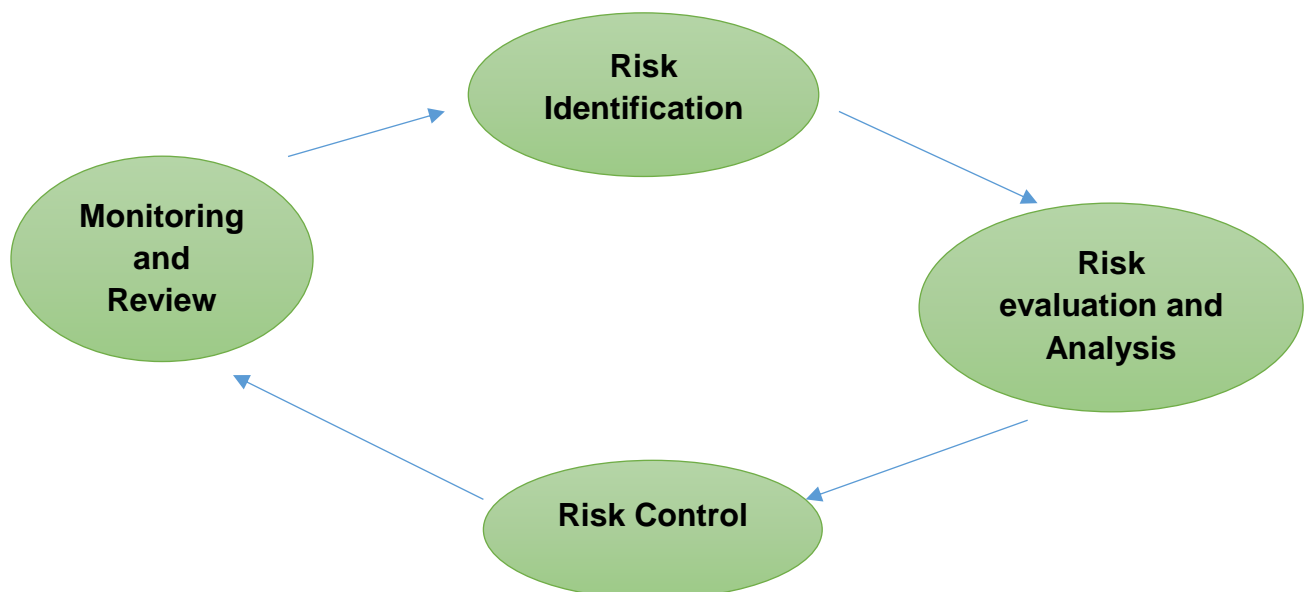 Risk
Identification
Monitoring
and
Review
Risk
evaluation and
Analysis
Risk Control